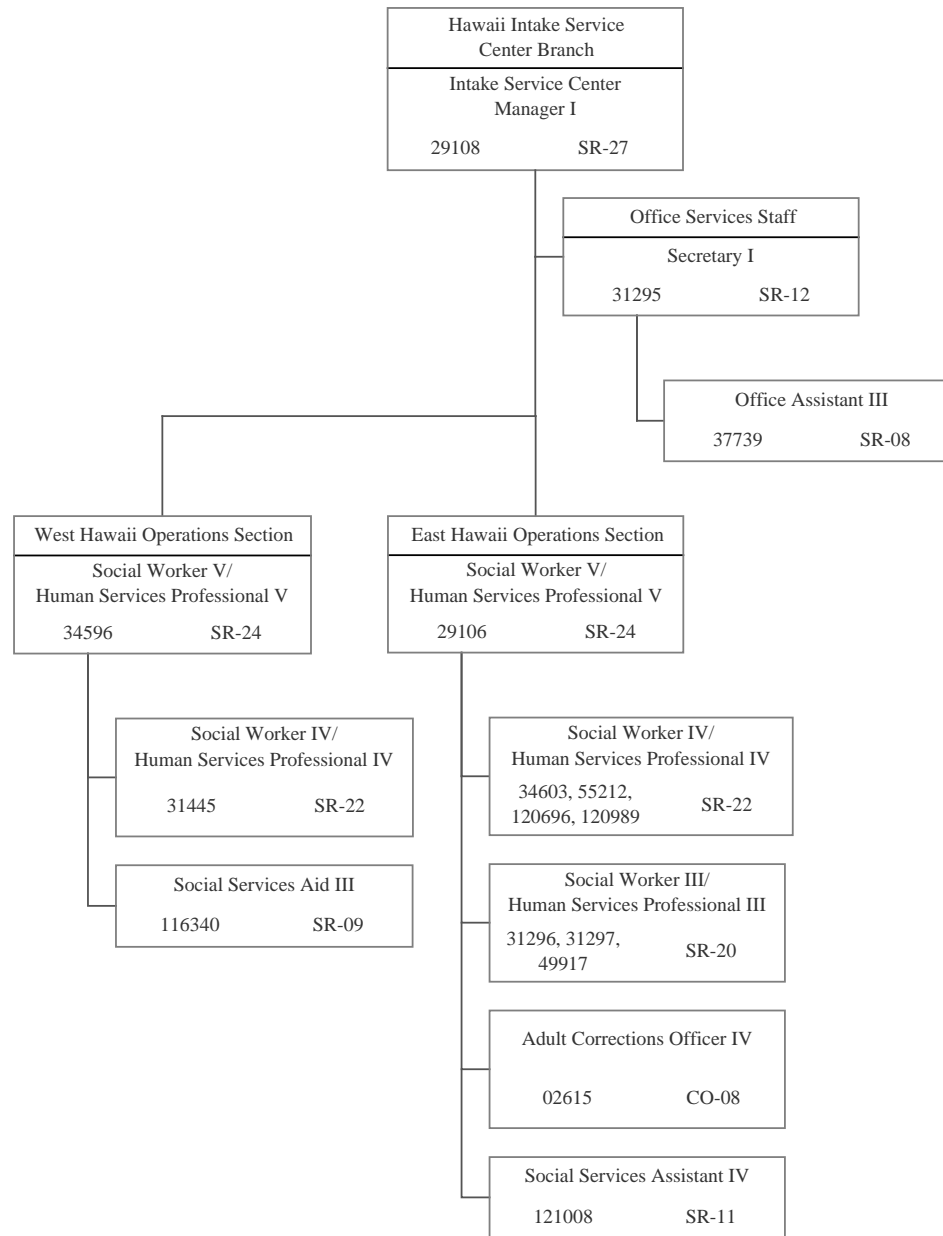 Hawaii Intake Service
Center Branch
Intake Service Center
Manager I
29108 SR-27
Office Services Staff
Secretary I
31295 SR-12
Office Assistant III
37739 SR-08
West Hawaii Operations Section
Social Worker V/
Human Services Professional V
34596 SR-24
East Hawaii Operations Section
Social Worker V/
Human Services Professional V
29106 SR-24
Social Worker IV/
Human Services Professional IV
31445 SR-22
Social Services Aid III
116340 SR-09
Social Worker IV/
Human Services Professional IV
34603, 55212,
120696, 120989
SR-22
Social Worker III/
Human Services Professional III
31296, 31297,
49917
SR-20
Adult Corrections Officer IV
02615 CO-08
Social Services Assistant IV
121008 SR-11